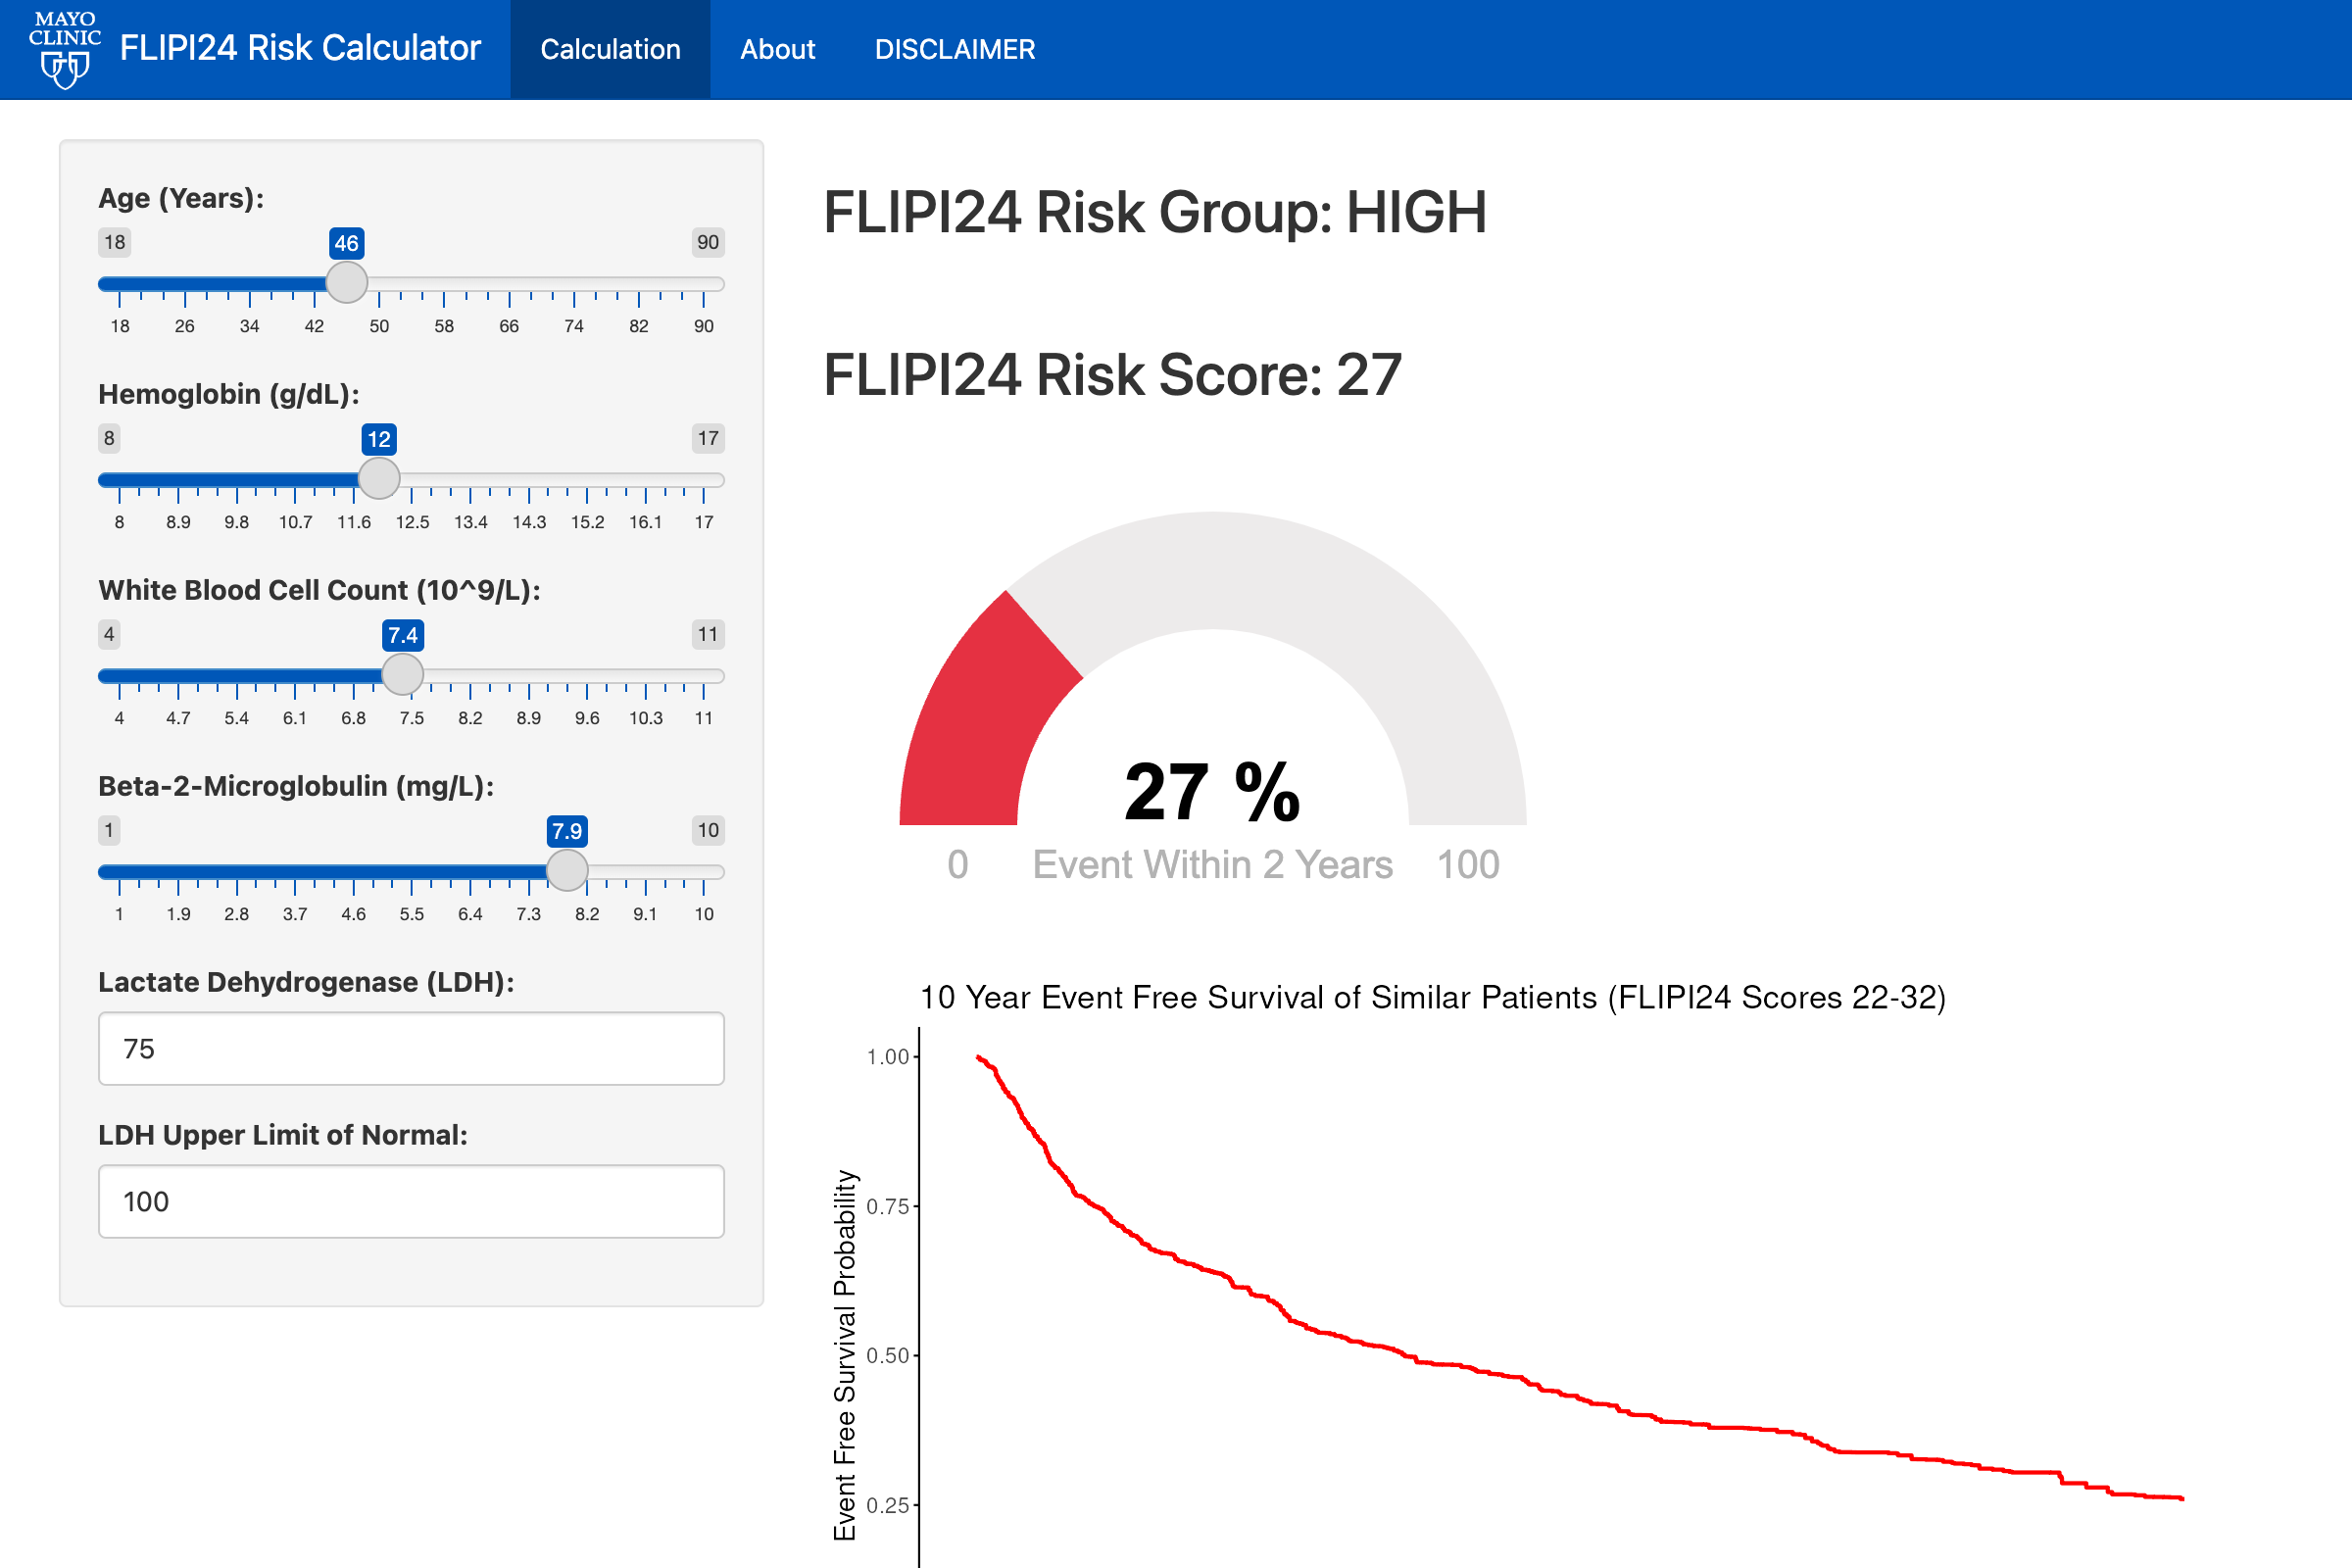 MAYO
CLINIC
FLIPI24 Risk Calculator
Calculation
About
DISCLAIMER
Age (Years):
18 46 90
18 26 34 42 50 58 66 74 82 90
Hemoglobin (g/dL):
8 12 17
8 8.9 9.8 10.7 11.6 12.5 13.4 14.3 15.2 16.1 17
White Blood Cell Count (10^9/L):
4 7.4 11
4 4.7 5.4 6.1 6.8 7.5 8.2 8.9 9.6 10.3 11
Beta-2-Microglobulin (mg/L):
1 7.9 10
1 1.9 2.8 3.7 4.6 5.5 6.4 7.3 8.2 9.1 10
Lactate Dehydrogenase (LDH):
75
LDH Upper Limit of Normal:
100
FLIPI24 Risk Group: HIGH
FLIPI24 Risk Score: 27
27 %
0 Event Within 2 Years 100
10 Year Event Free Survival of Similar Patients (FLIPI24 Scores 22-32)
Event Free Survival Probability
1.00
0.75
0.50
0.25